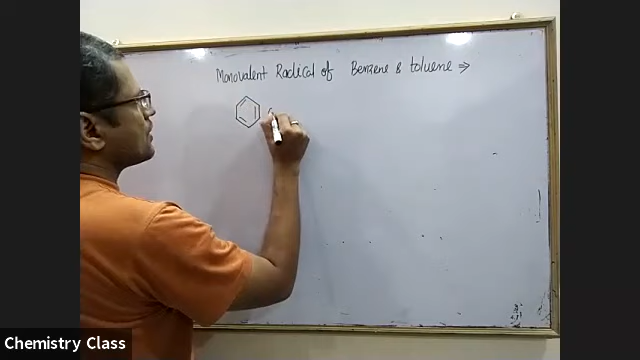 Monovalent Radical of Benzene & toluene ⇒
Chemistry Class